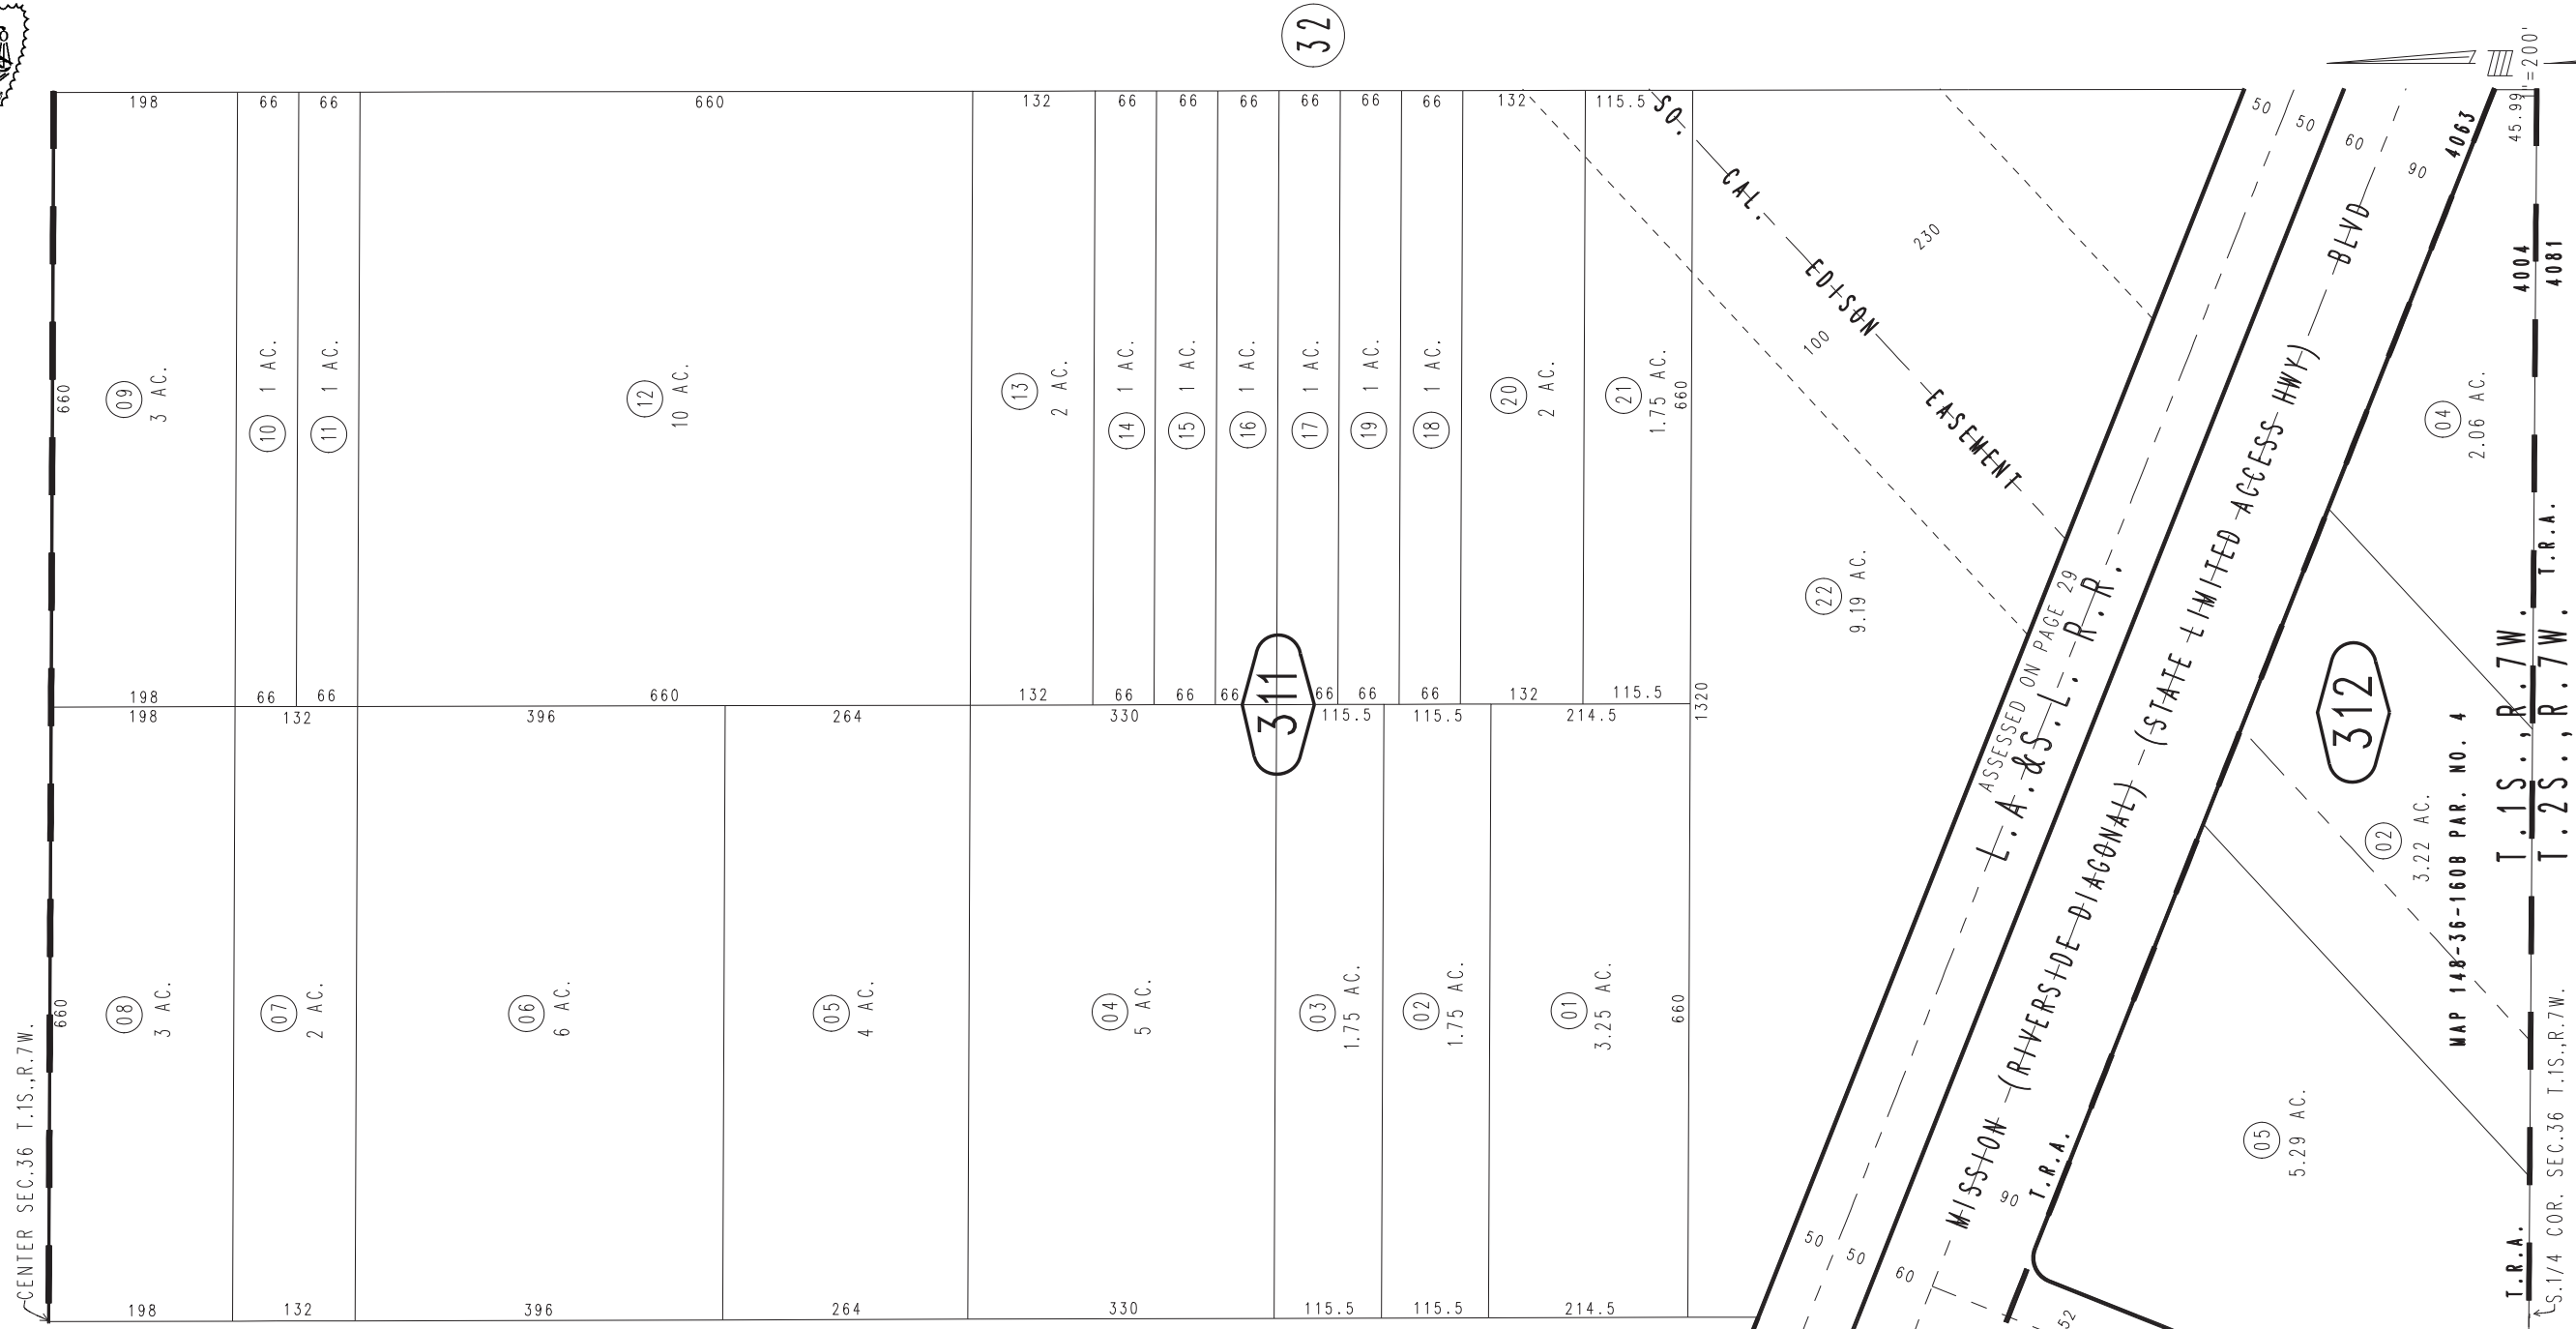 32
198
66
66
660
132
66
66
66
66
66
66
132
115.5
SO. CAL. EDISON EASEMENT
230
100
50
50
60
90
4063
45.99
=200'
4004
4081
660
09
3 AC.
10 1 AC.
11 1 AC.
12
10 AC.
13
2 AC.
14 1 AC.
15 1 AC.
16 1 AC.
17 1 AC.
19 1 AC.
18 1 AC.
20
2 AC.
21
1.75 AC.
660
22
9.19 AC.
04
2.06 AC.
198
66
66
660
132
66
66
66
66
66
66
132
115.5
1320
311
198
132
396
264
330
115.5
115.5
214.5
ASSESSED ON PAGE 29
L.A.&S.L.R.R.
MISSION (RIVERSIDE DIAGONAL) (STATE LIMITED ACCESS HWY) BLVD
312
T.1S.,R.7W.
T.2S.,R.7W.
T.R.A.
02
3.22 AC.
MAP 148-36-160B PAR. NO. 4
660
08
3 AC.
07
2 AC.
06
6 AC.
05
4 AC.
04
5 AC.
03
1.75 AC.
02
1.75 AC.
01
3.25 AC.
660
05
5.29 AC.
T.R.A.
90
50
50
60
52
198
132
396
264
330
115.5
115.5
214.5
CENTER SEC.36 T.1S.,R.7W.
T.R.A.
S.1/4 COR. SEC.36 T.1S.,R.7W.